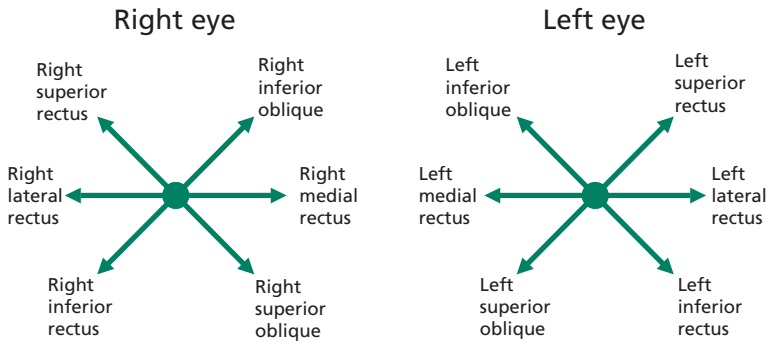 Right eye
Left eye
Right
superior
rectus
Right
inferior
oblique
Right
lateral
rectus
Right
medial
rectus
Right
inferior
rectus
Right
superior
oblique
Left
inferior
oblique
Left
superior
rectus
Left
medial
rectus
Left
lateral
rectus
Left
superior
oblique
Left
inferior
rectus